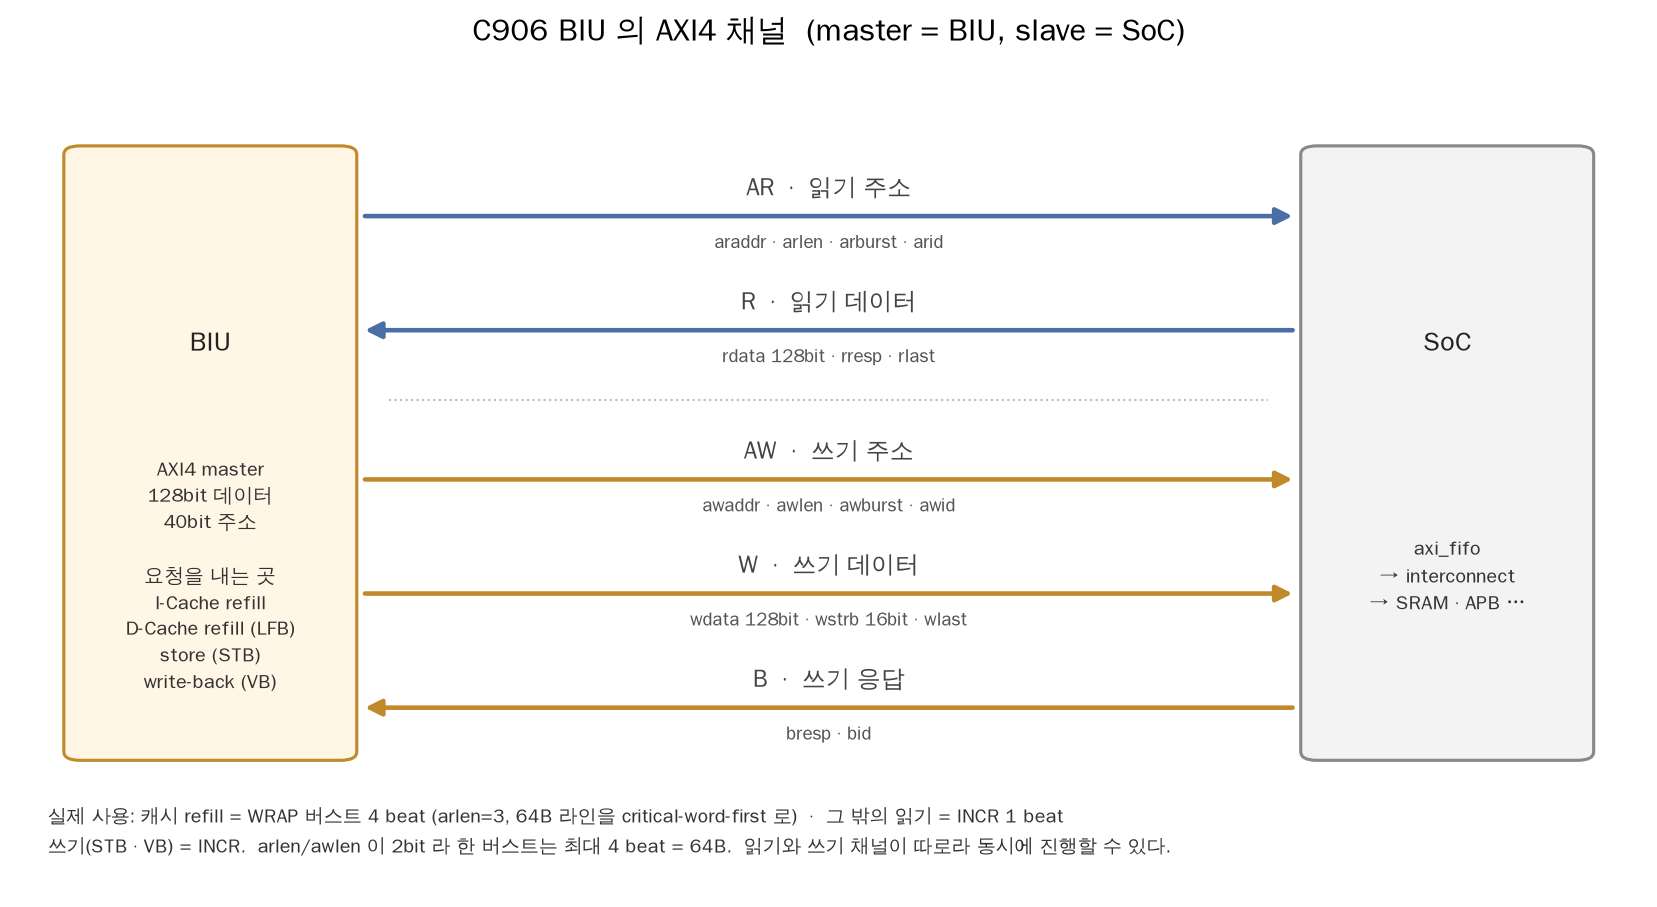 C906 BIU 의 AXI4 채널 (master = BIU, slave = SoC)
AR · 읽기 주소
araddr · arlen · arburst · arid
R · 읽기 데이터
rdata 128bit · rresp · rlast
AW · 쓰기 주소
awaddr · awlen · awburst · awid
W · 쓰기 데이터
wdata 128bit · wstrb 16bit · wlast
B · 쓰기 응답
bresp · bid
BIU
AXI4 master
128bit 데이터
40bit 주소
요청을 내는 곳
I-Cache refill
D-Cache refill (LFB)
store (STB)
write-back (VB)
SoC
axi_fifo
→ interconnect
→ SRAM · APB ⋯
실제 사용: 캐시 refill = WRAP 버스트 4 beat (arlen=3, 64B 라인을 critical-word-first 로) · 그 밖의 읽기 = INCR 1 beat
쓰기(STB · VB) = INCR. arlen/awlen 이 2bit 라 한 버스트는 최대 4 beat = 64B. 읽기와 쓰기 채널이 따로라 동시에 진행할 수 있다.